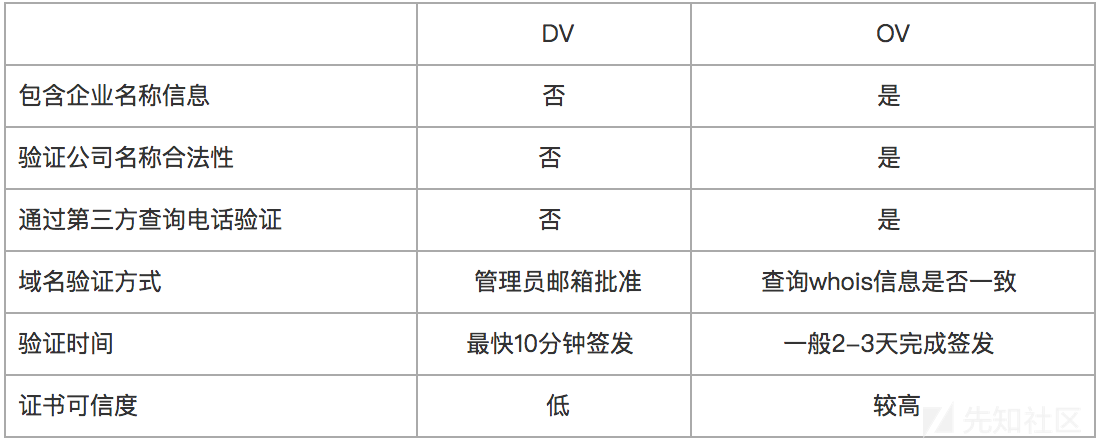 DV OV
包含企业名称信息 否 是
验证公司名称合法性 否 是
通过第三方查询电话验证 否 是
域名验证方式 管理员邮箱批准 查询whois信息是否一致
验证时间 最快10分钟签发 一般2-3天完成签发
证书可信度 低 较高
先知社区